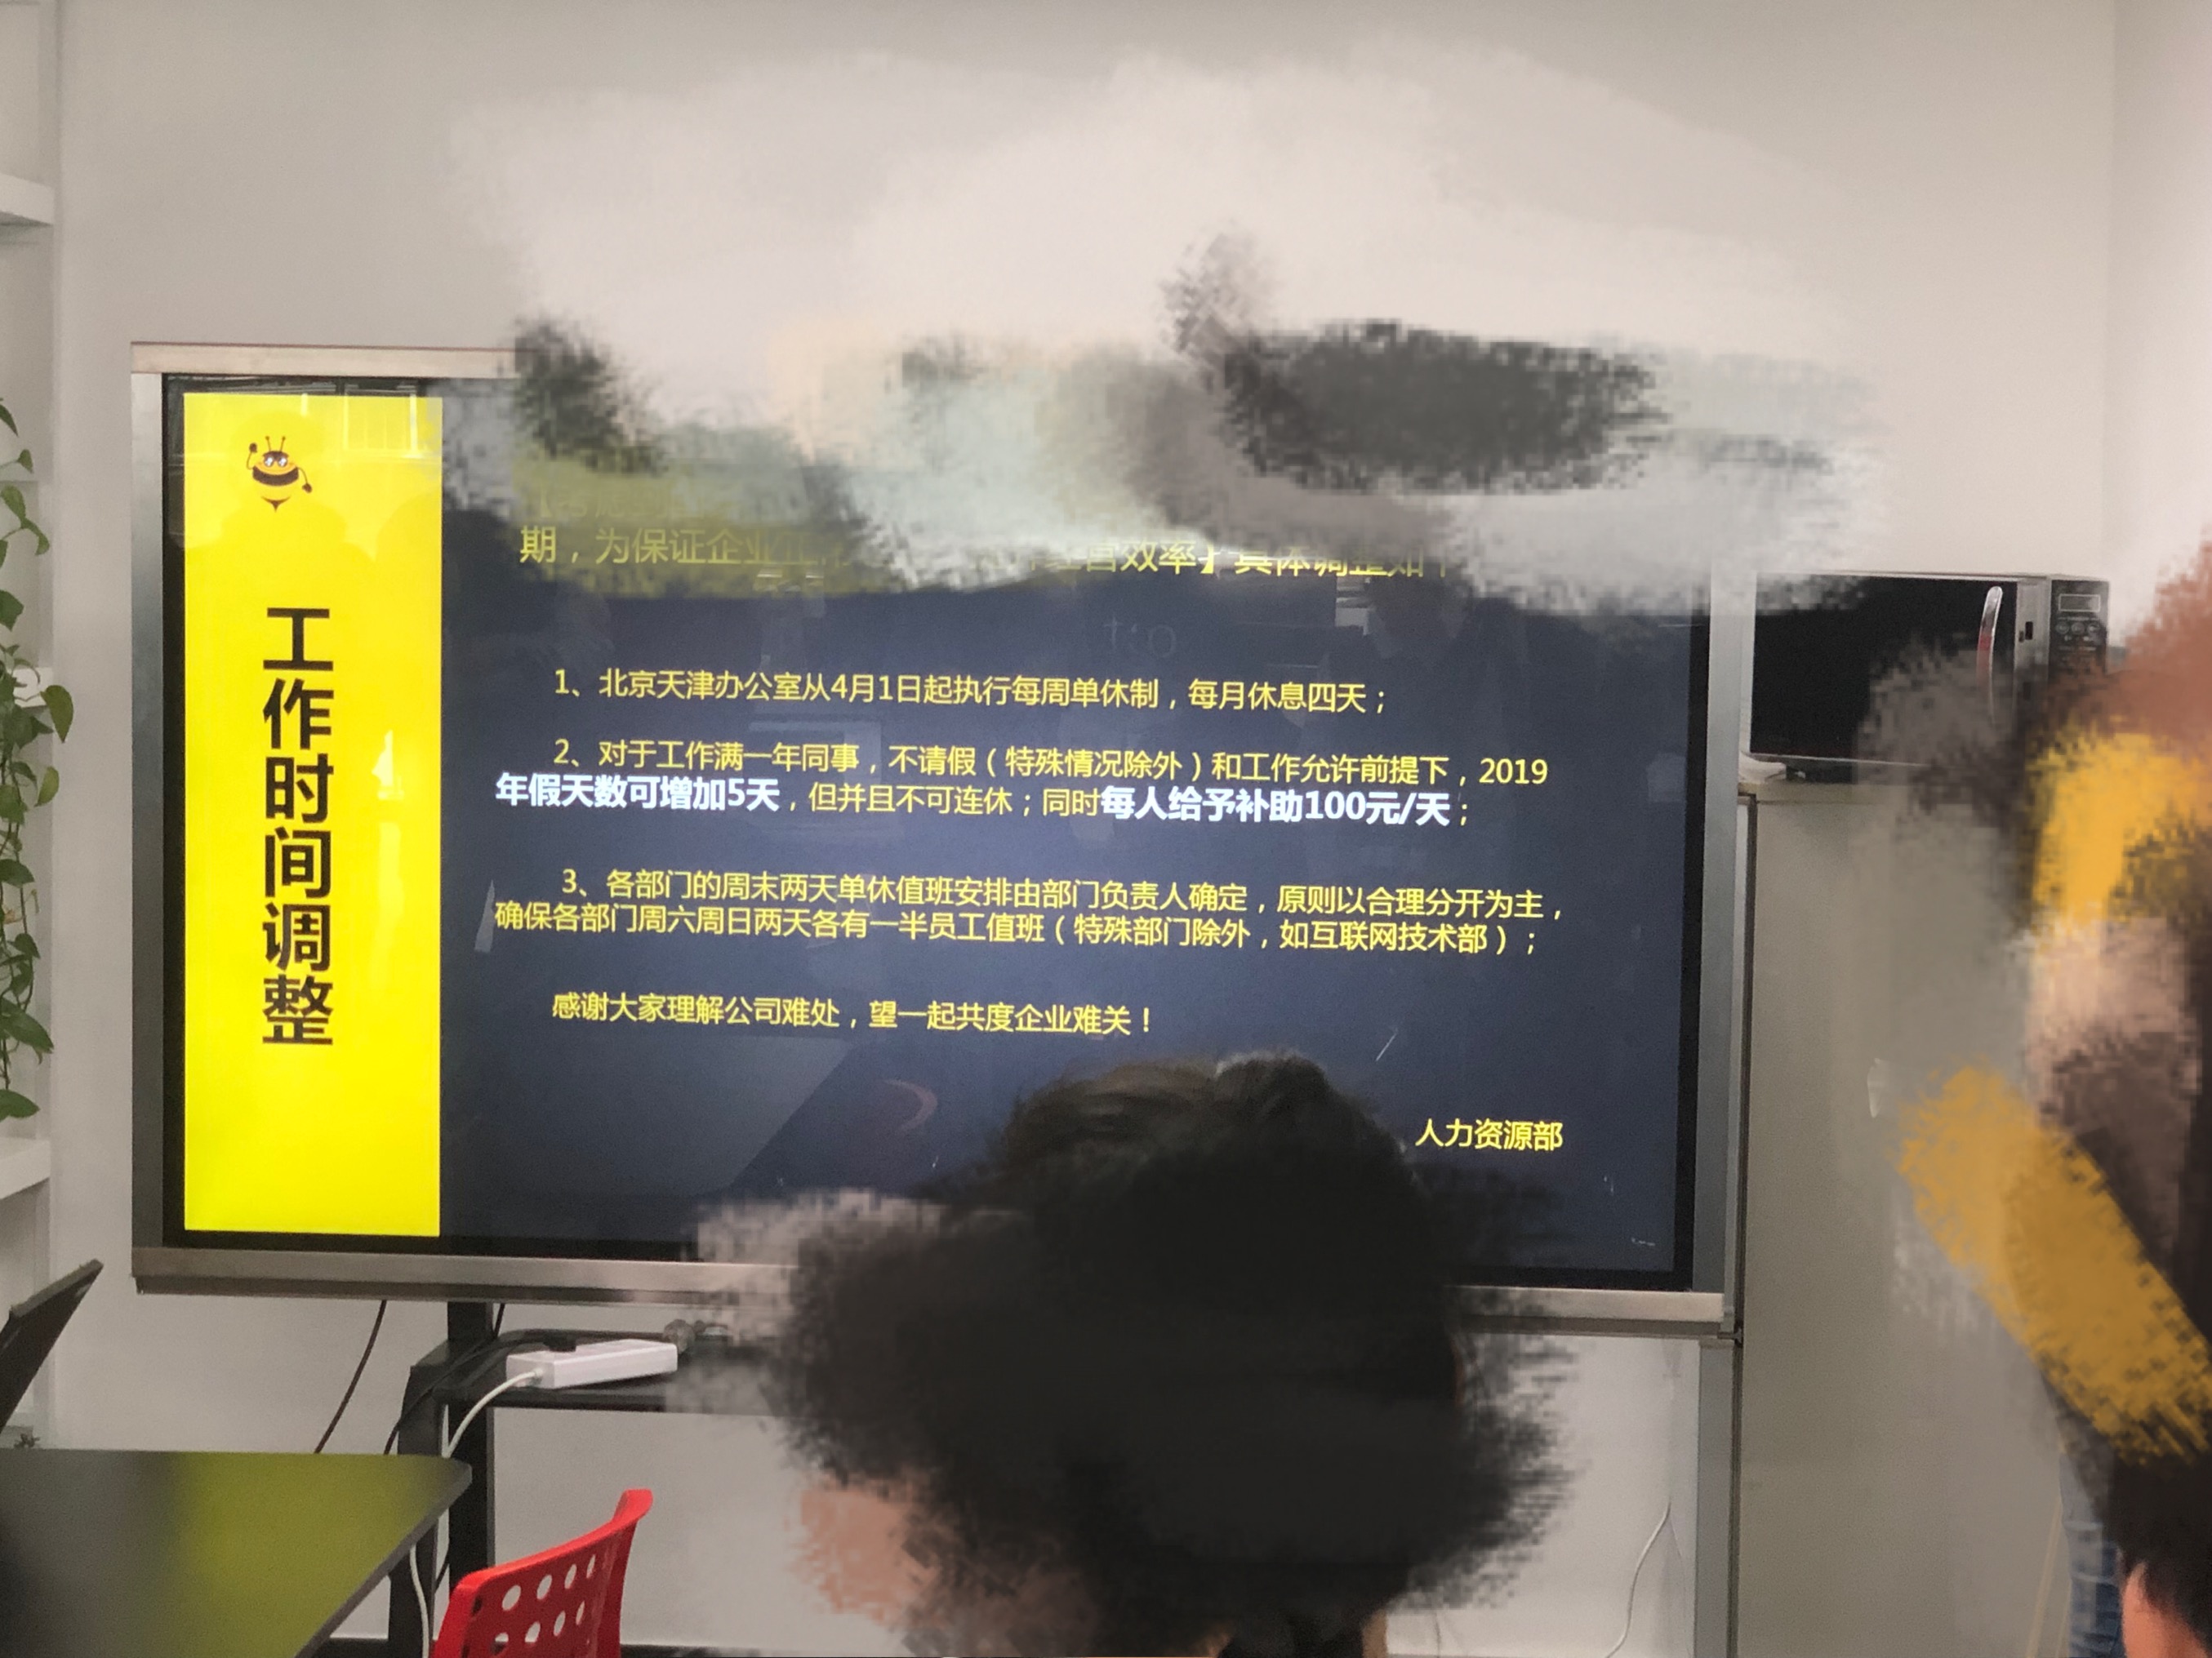 工作时间调整
期，为保证企业
效率】具体调整如
1、北京天津办公室从4月1日起执行每周单休制，每月休息四天；
2、对于工作满一年同事，不请假（特殊情况除外）和工作允许前提下，2019
年假天数可增加5天，但并且不可连休；同时每人给予补助100元/天；
3、各部门的周末两天单休值班安排由部门负责人确定，原则以合理分开为主，
确保各部门周六周日两天各有一半员工值班（特殊部门除外，如互联网技术部）；
感谢大家理解公司难处，望一起共度企业难关！
人力资源部